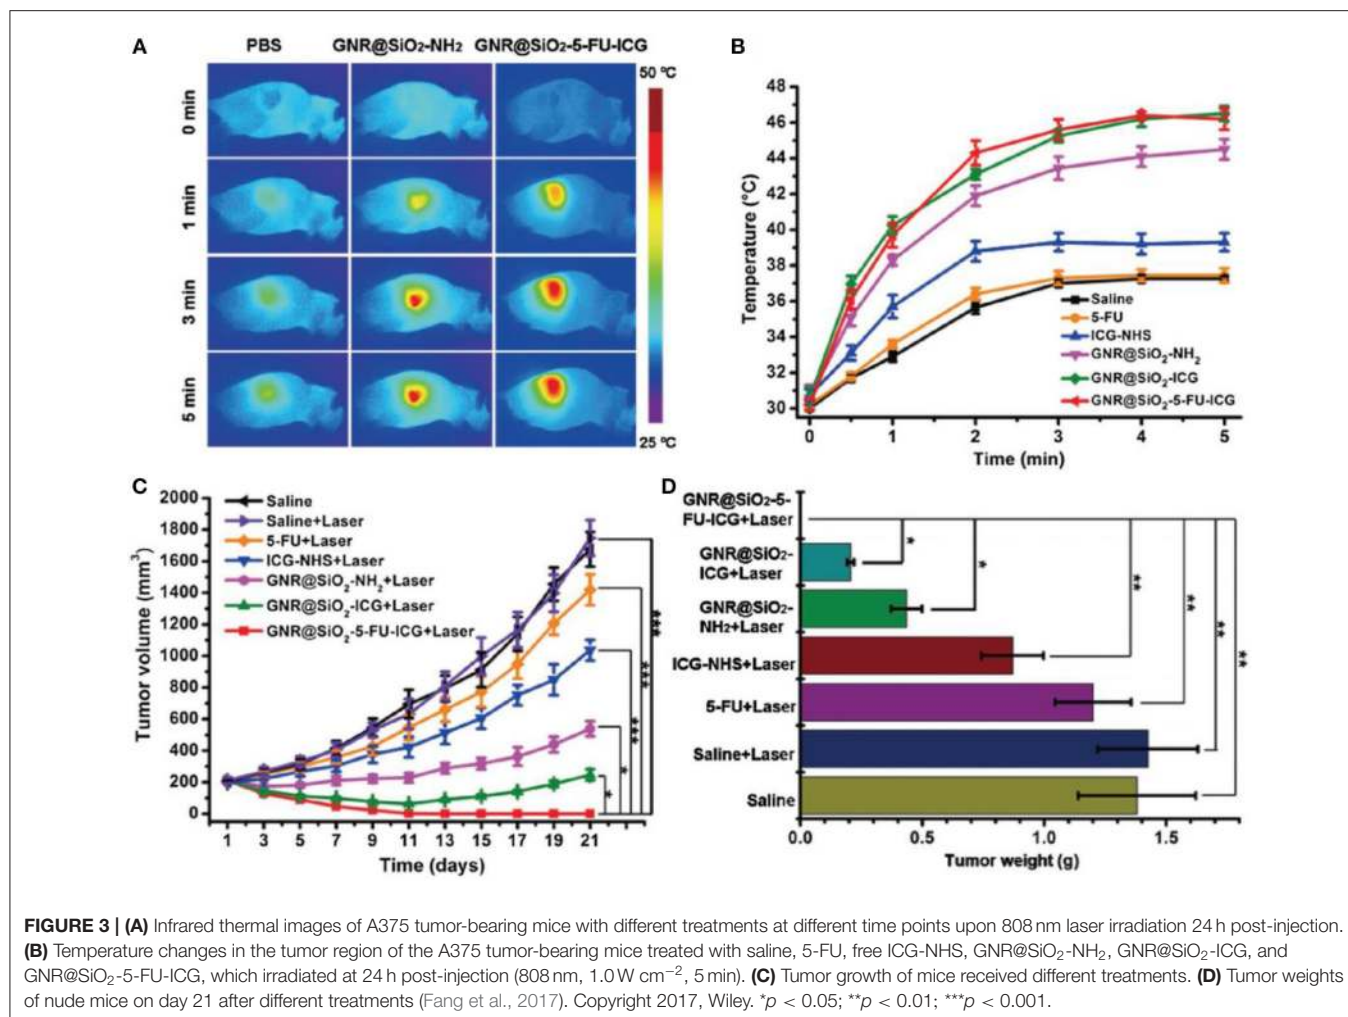 A
PBS GNR@SiO₂-NH₂ GNR@SiO₂-5-FU-ICG
50 ºC
0 min
1 min
3 min
5 min
25 ºC
B
Temperature (°C)
48
46
44
42
40
38
36
34
32
30
0 1 2 3 4 5
Time (min)
Saline
5-FU
ICG-NHS
GNR@SiO₂-NH₂
GNR@SiO₂-ICG
GNR@SiO₂-5-FU-ICG
C
Tumor volume (mm³)
2000
1800
1600
1400
1200
1000
800
600
400
200
0
1 3 5 7 9 11 13 15 17 19 21
Time (days)
Saline
Saline+Laser
5-FU+Laser
ICG-NHS+Laser
GNR@SiO₂-NH₂+Laser
GNR@SiO₂-ICG+Laser
GNR@SiO₂-5-FU-ICG+Laser
*
*
***
***
***
D
GNR@SiO₂-5-
FU-ICG+Laser
GNR@SiO₂-
ICG+Laser
GNR@SiO₂-
NH₂+Laser
ICG-NHS+Laser
5-FU+Laser
Saline+Laser
Saline
*
*
**
**
**
**
0.0 0.5 1.0 1.5
Tumor weight (g)
FIGURE 3 | (A) Infrared thermal images of A375 tumor-bearing mice with different treatments at different time points upon 808 nm laser irradiation 24 h post-injection.
(B) Temperature changes in the tumor region of the A375 tumor-bearing mice treated with saline, 5-FU, free ICG-NHS, GNR@SiO₂-NH₂, GNR@SiO₂-ICG, and
GNR@SiO₂-5-FU-ICG, which irradiated at 24 h post-injection (808 nm, 1.0 W cm⁻², 5 min). (C) Tumor growth of mice received different treatments. (D) Tumor weights
of nude mice on day 21 after different treatments (Fang et al., 2017). Copyright 2017, Wiley. *p < 0.05; **p < 0.01; ***p < 0.001.